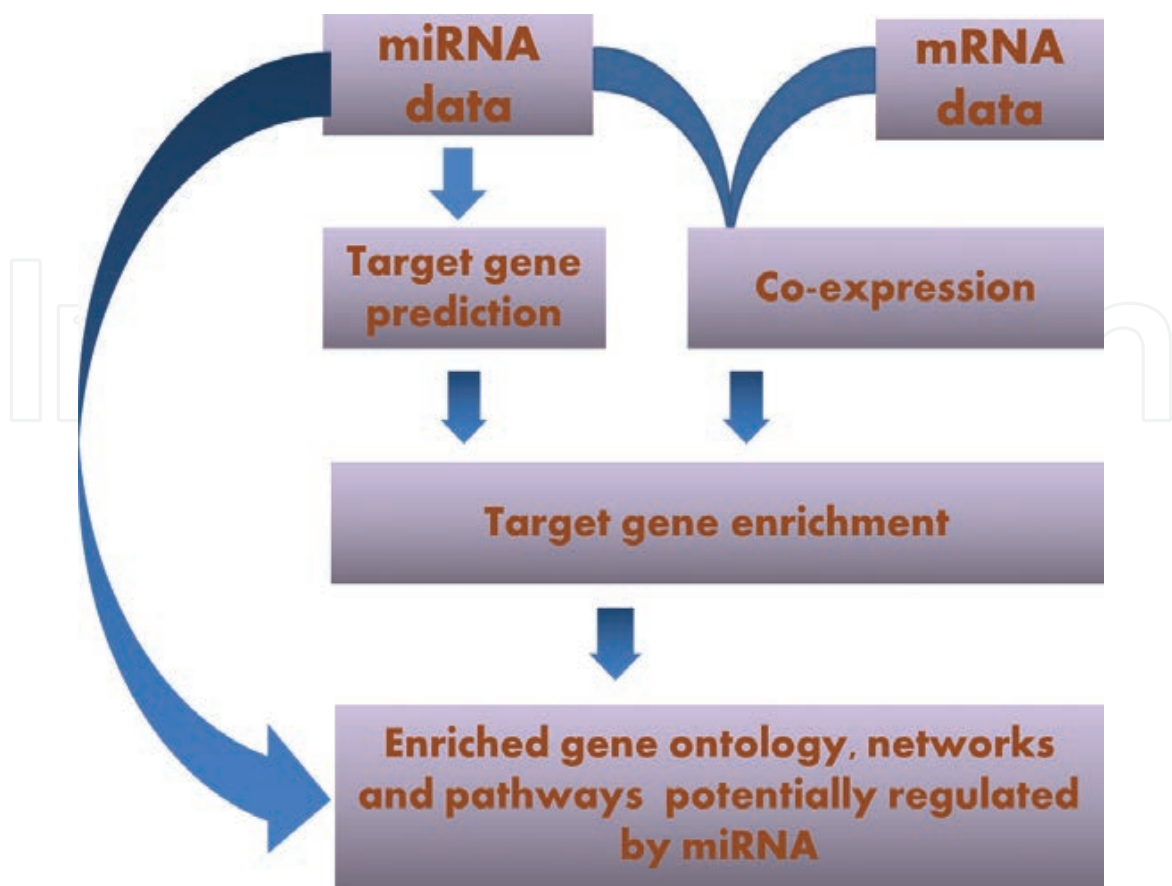 miRNA
data
mRNA
data
Target gene
prediction
Co-expression
Target gene enrichment
Enriched gene ontology, networks
and pathways potentially regulated
by miRNA